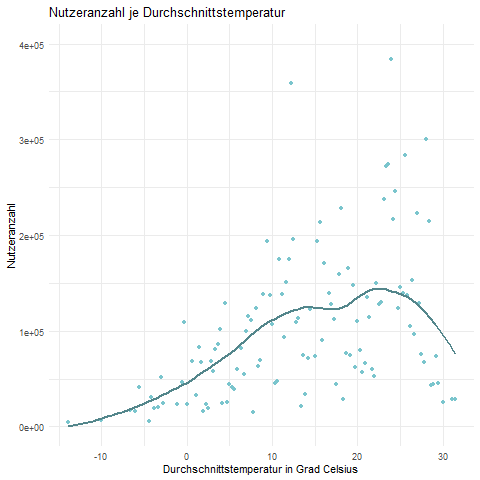 Nutzeranzahl je Durchschnittstemperatur
4e+05
3e+05
2e+05
1e+05
0e+00
Nutzeranzahl
-10 0 10 20 30
Durchschnittstemperatur in Grad Celsius